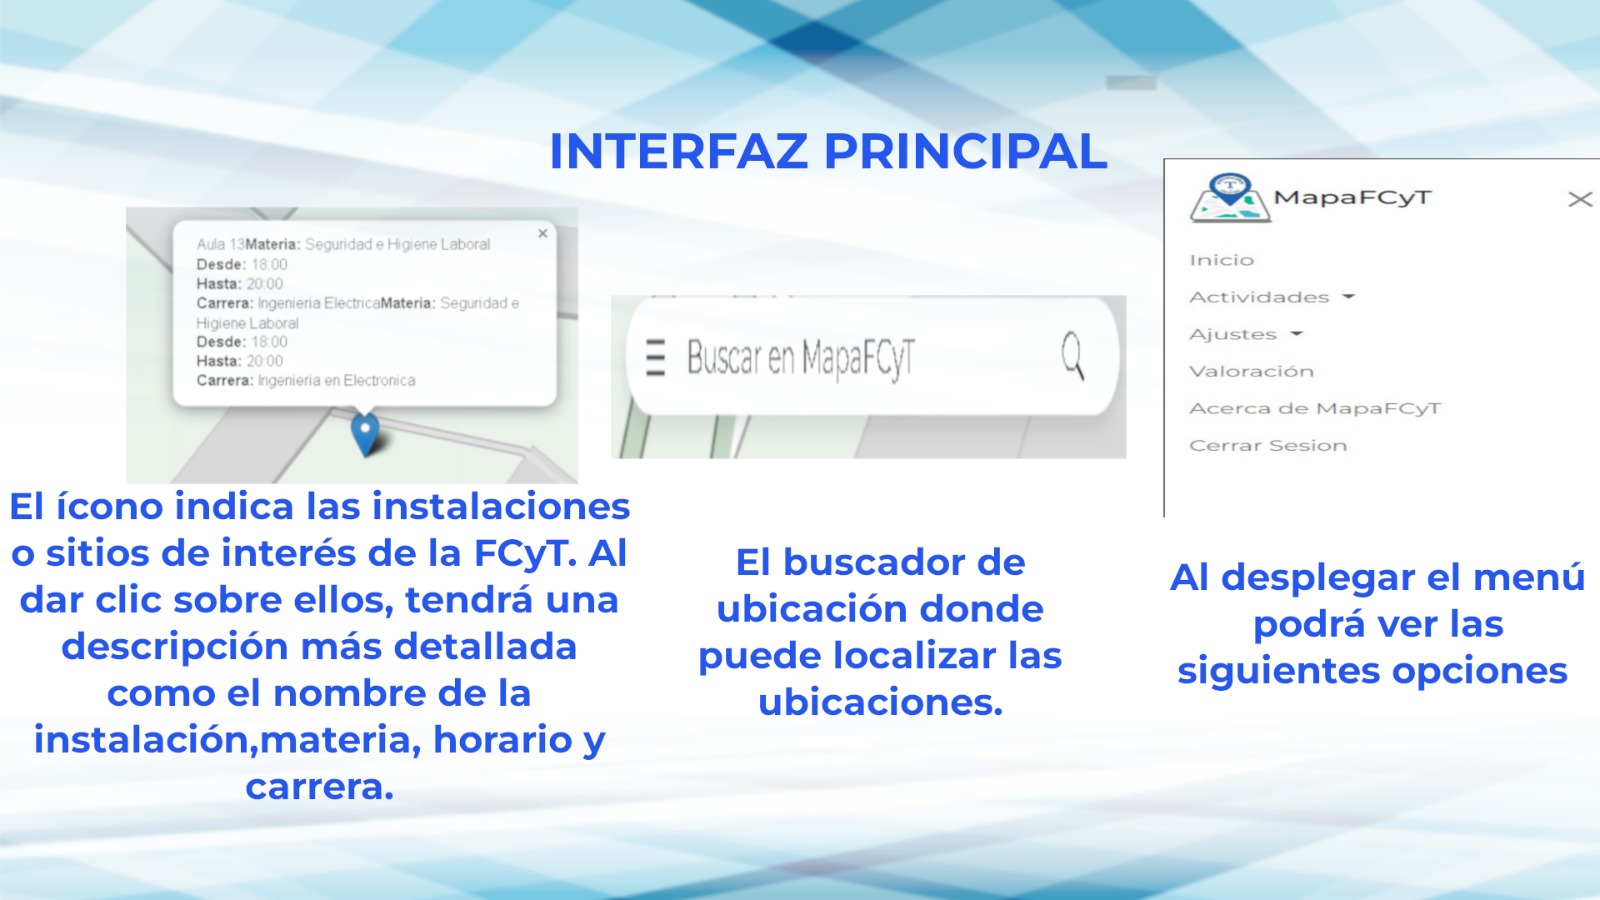 INTERFAZ PRINCIPAL
Aula 13Materia: Seguridad e Higiene Laboral
Desde: 18:00
Hasta: 20:00
Carrera: Ingenieria ElectricaMateria: Seguridad e
Higiene Laboral
Desde: 18:00
Hasta: 20:00
Carrera: Ingenieria en Electronica
El ícono indica las instalaciones
o sitios de interés de la FCyT. Al
dar clic sobre ellos, tendrá una
descripción más detallada
como el nombre de la
instalación,materia, horario y
carrera.
Buscar en MapaFCyT
El buscador de
ubicación donde
puede localizar las
ubicaciones.
MapaFCyT
Inicio
Actividades
Ajustes
Valoración
Acerca de MapaFCyT
Cerrar Sesion
Al desplegar el menú
podrá ver las
siguientes opciones